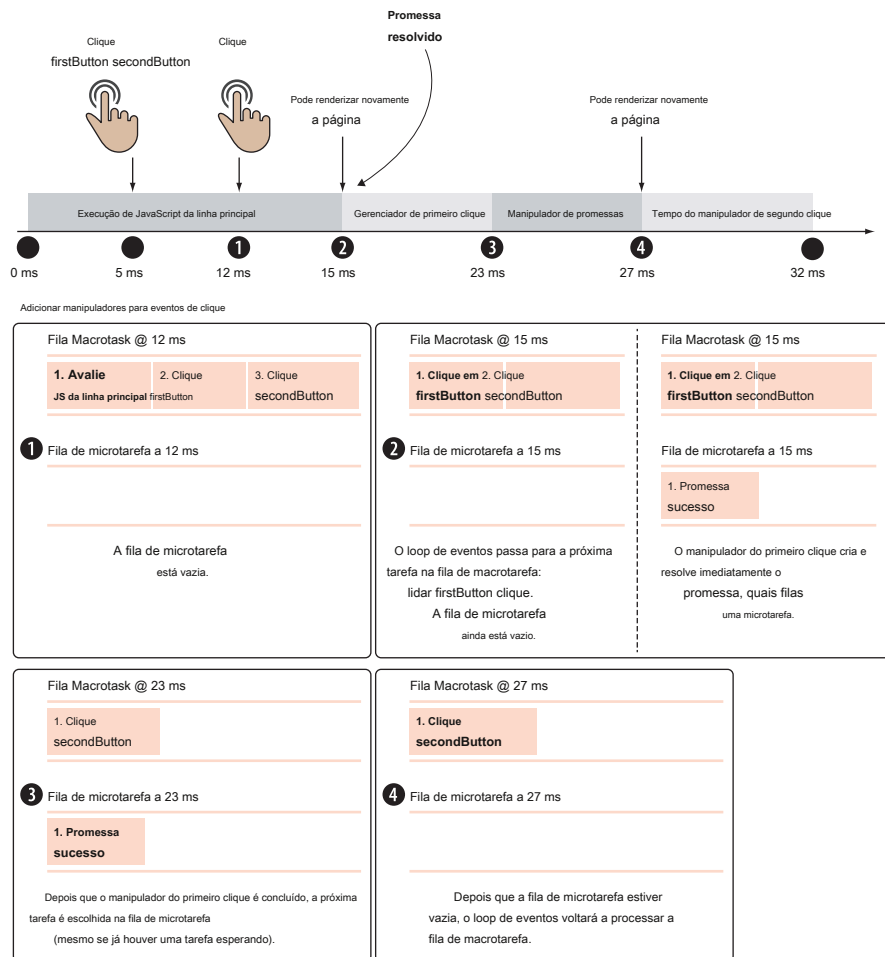 Promessa
resolvido
Clique
firstButton secondButton
Clique
Pode renderizar novamente
a página
Pode renderizar novamente
a página
Execução de JavaScript da linha principal
Gerenciador de primeiro clique
Manipulador de promessas
Tempo do manipulador de segundo clique
1
2
3
4
0 ms
5 ms
12 ms
15 ms
23 ms
27 ms
32 ms
Adicionar manipuladores para eventos de clique
Fila Macrotask @ 12 ms
1. Avalie
JS da linha principal
2. Clique
firstButton
3. Clique
secondButton
1
Fila de microtarefa a 12 ms
A fila de microtarefa
está vazia.
Fila Macrotask @ 15 ms
1. Clique em 2. Clique
firstButton secondButton
2
Fila de microtarefa a 15 ms
O loop de eventos passa para a próxima
tarefa na fila de macrotarefa:
lidar firstButton clique.
A fila de microtarefa
ainda está vazio.
Fila Macrotask @ 15 ms
1. Clique em 2. Clique
firstButton secondButton
Fila de microtarefa a 15 ms
1. Promessa
sucesso
O manipulador do primeiro clique cria e
resolve imediatamente o
promessa, quais filas
uma microtarefa.
Fila Macrotask @ 23 ms
1. Clique
secondButton
3
Fila de microtarefa a 23 ms
1. Promessa
sucesso
Depois que o manipulador do primeiro clique é concluído, a próxima
tarefa é escolhida na fila de microtarefa
(mesmo se já houver uma tarefa esperando).
Fila Macrotask @ 27 ms
1. Clique
secondButton
4
Fila de microtarefa a 27 ms
Depois que a fila de microtarefa estiver
vazia, o loop de eventos voltará a processar a
fila de macrotarefa.